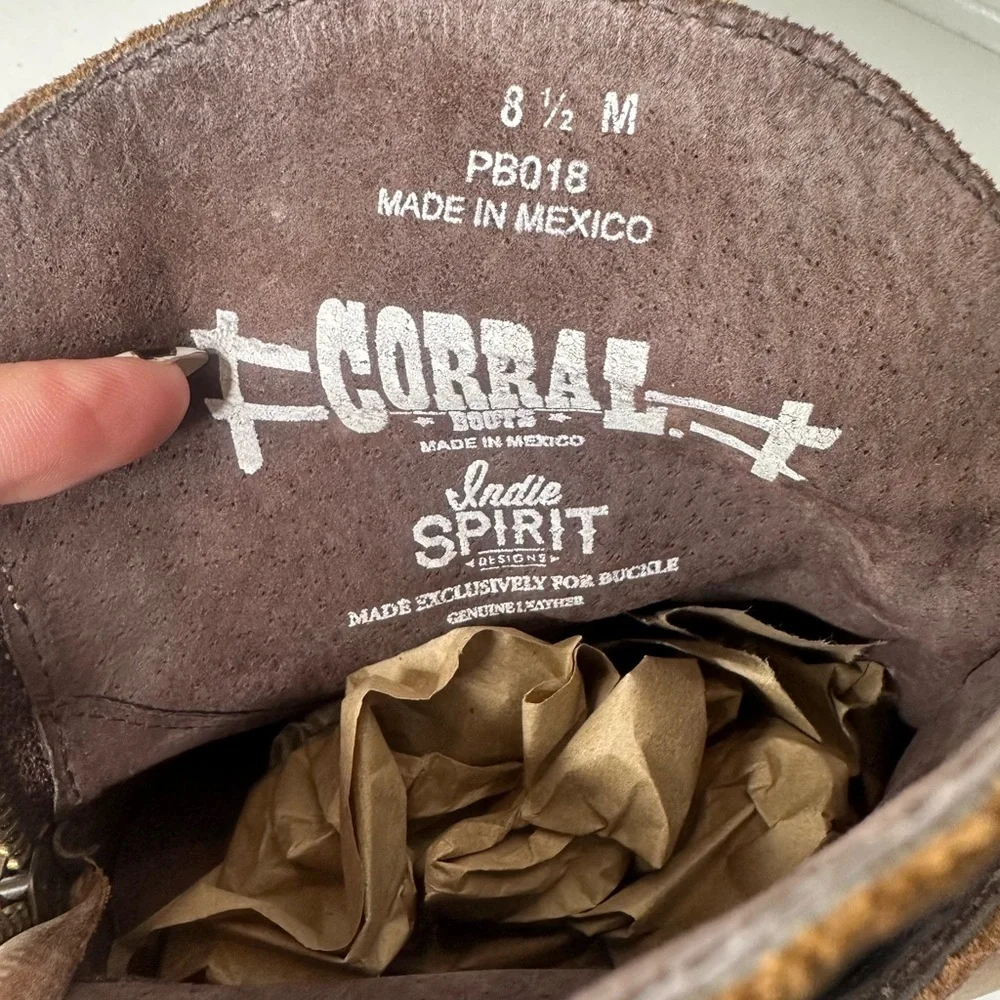 8 ½ M
PB018
MADE IN MEXICO
CORRAL
BOOTS
MADE IN MEXICO
Indie
SPIRIT
DESIGNS
MADE EXCLUSIVELY FOR BUCKLE
GENUINE LEATHER